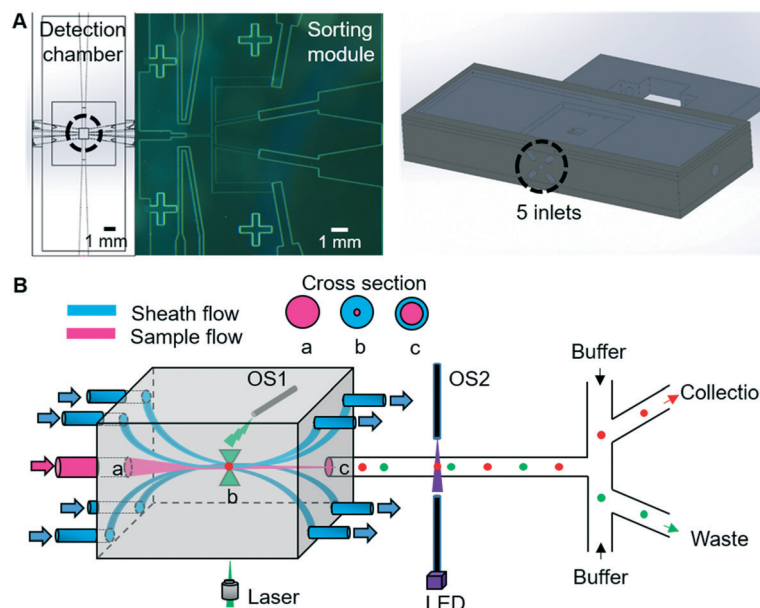 A
Detection
chamber
Sorting
module
1 mm
1 mm
5 inlets
B
Sheath flow
Sample flow
Cross section
a
b
c
OS1
OS2
Buffer
Collectio
a
b
c
Waste
Buffer
Laser
LED